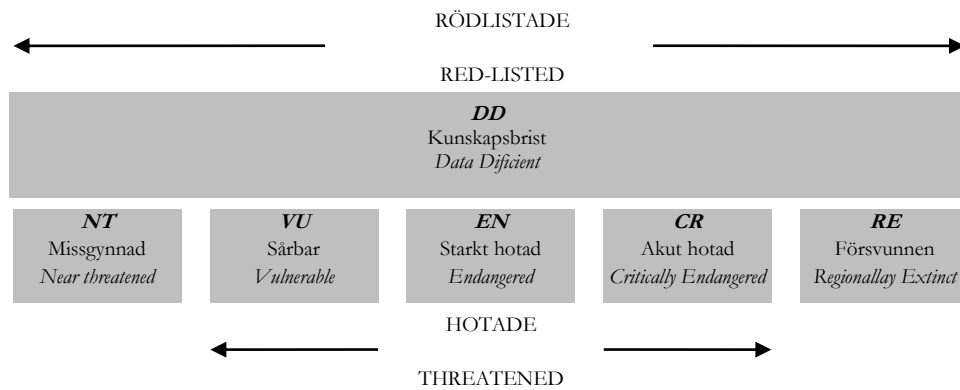 RÖDLISTADE
RED-LISTED
DD
Kunskapsbrist
Data Dificient
NT
Missgynnad
Near threatened
VU
Sårbar
Vulnerable
EN
Starkt hotad
Endangered
CR
Akut hotad
Critically Endangered
RE
Försvunnen
Regionallay Extinct
HOTADE
THREATENED